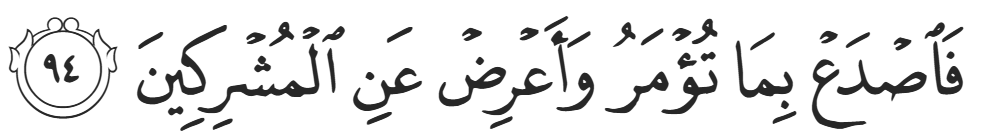 فَٱصْدَعْ بِمَا تُؤْمَرُ وَأَعْرِضْ عَنِ ٱلْمُشْرِكِينَ ٩٤